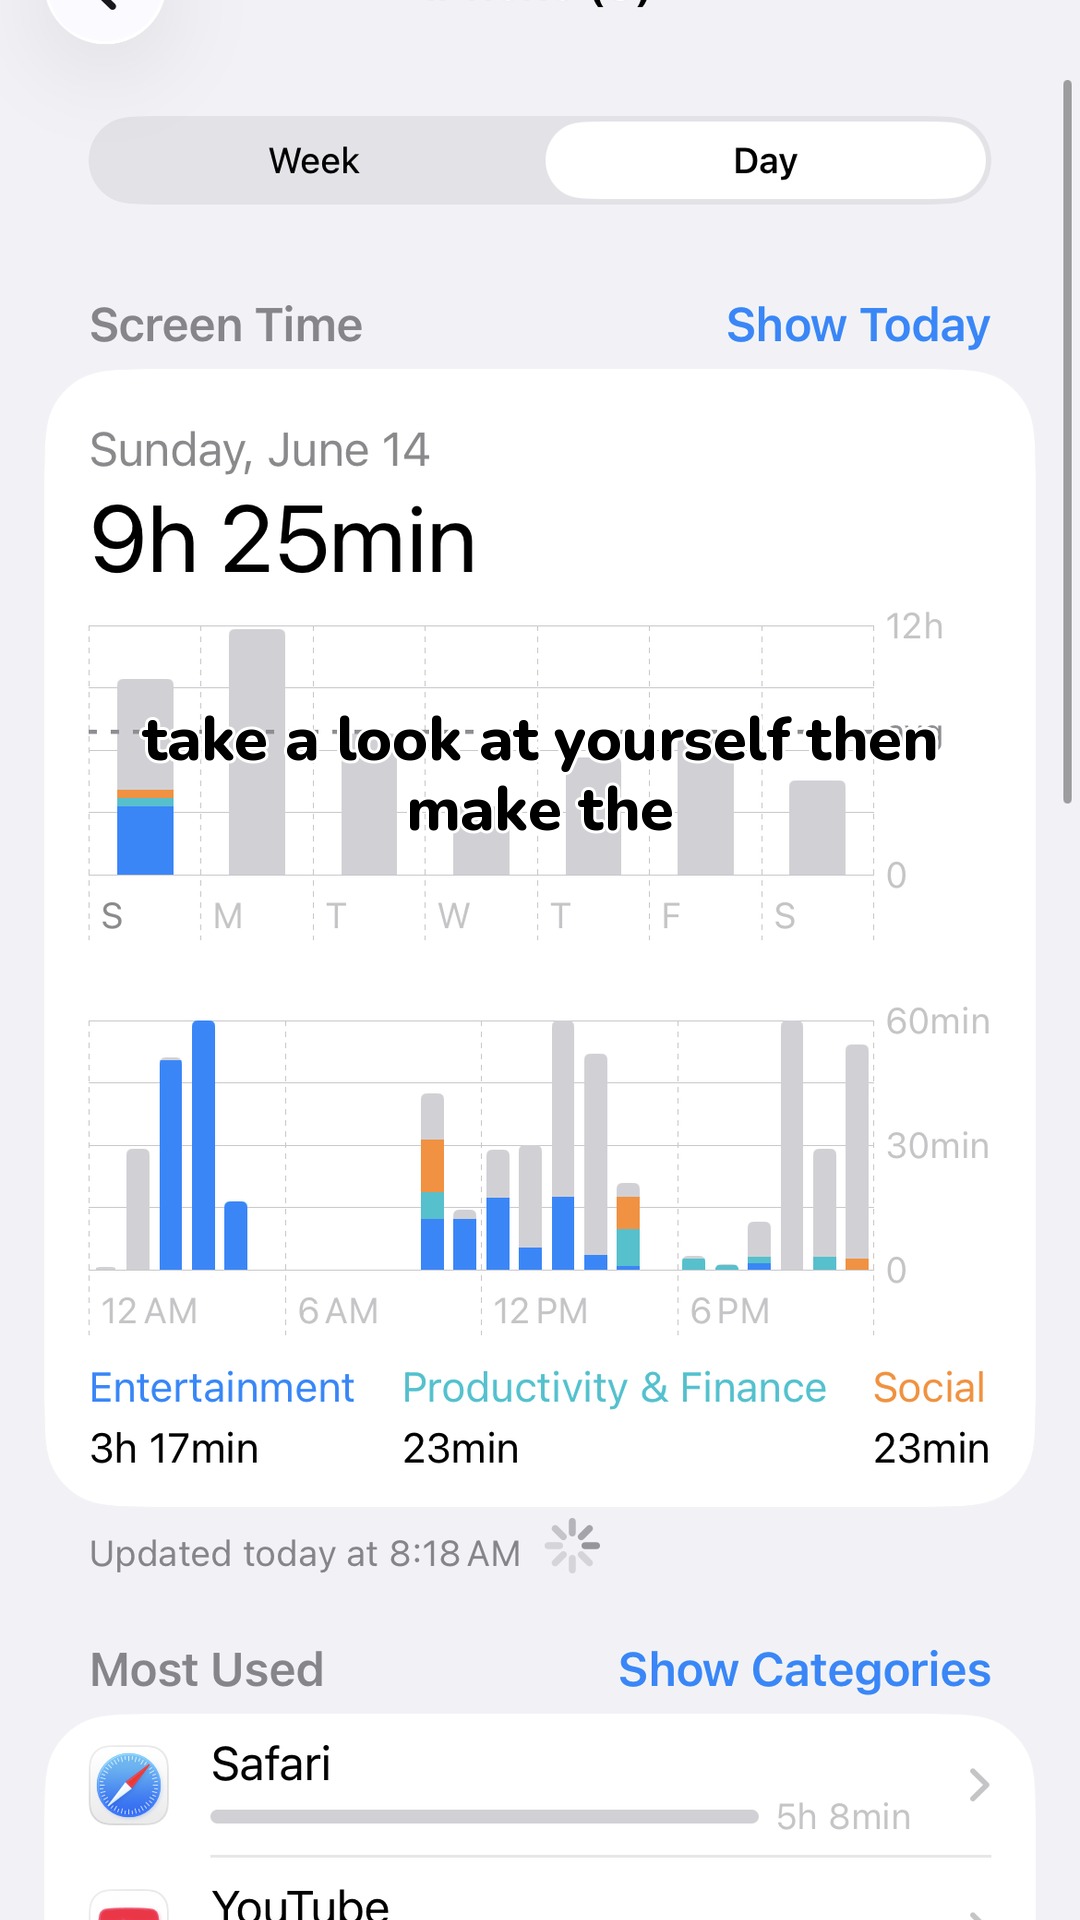 Week
Day
Screen Time
Show Today
Sunday, June 14
9h 25min
12h
take a look at yourself then
make the
0
S
M
T
W
T
F
S
60min
30min
0
12 AM
6 AM
12 PM
6 PM
Entertainment
Productivity & Finance
Social
3h 17min
23min
23min
Updated today at 8:18 AM
Most Used
Show Categories
Safari
5h 8min
YouTube